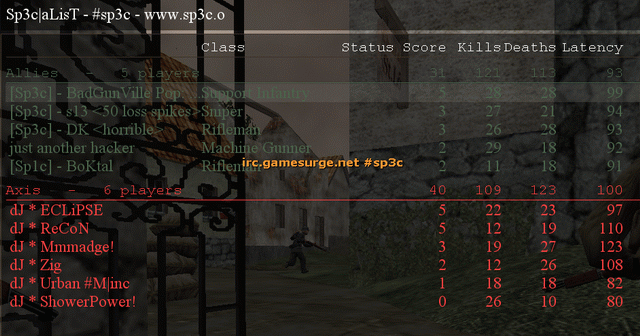 Sp3c|aLisT - #sp3c - www.sp3c.o
Class Status Score Kills Deaths Latency
Allies - 5 players 31 121 113 93
[Sp3c] - BadGunVille Pop Support Infantry 5 38 28 99
[Sp3c] - s13 <50 loss spikes> Sniper 3 27 21 94
[Sp3c] - DK <horrible> Rifleman 3 26 28 93
just another hacker Machine Gunner 2 29 18 92
[Sp1c] - BoKtal Rifleman 2 11 18 91
irc.gamesurge.net #sp3c
Axis - 6 players 40 109 123 100
dJ * ECLiPSE 5 22 23 97
dJ * ReCoN 5 12 19 110
dJ * Mmmadge! 3 19 27 123
dJ * Zig 2 12 26 108
dJ * Urban #M|inc 1 18 18 82
dJ * ShowerPower! 0 26 10 80